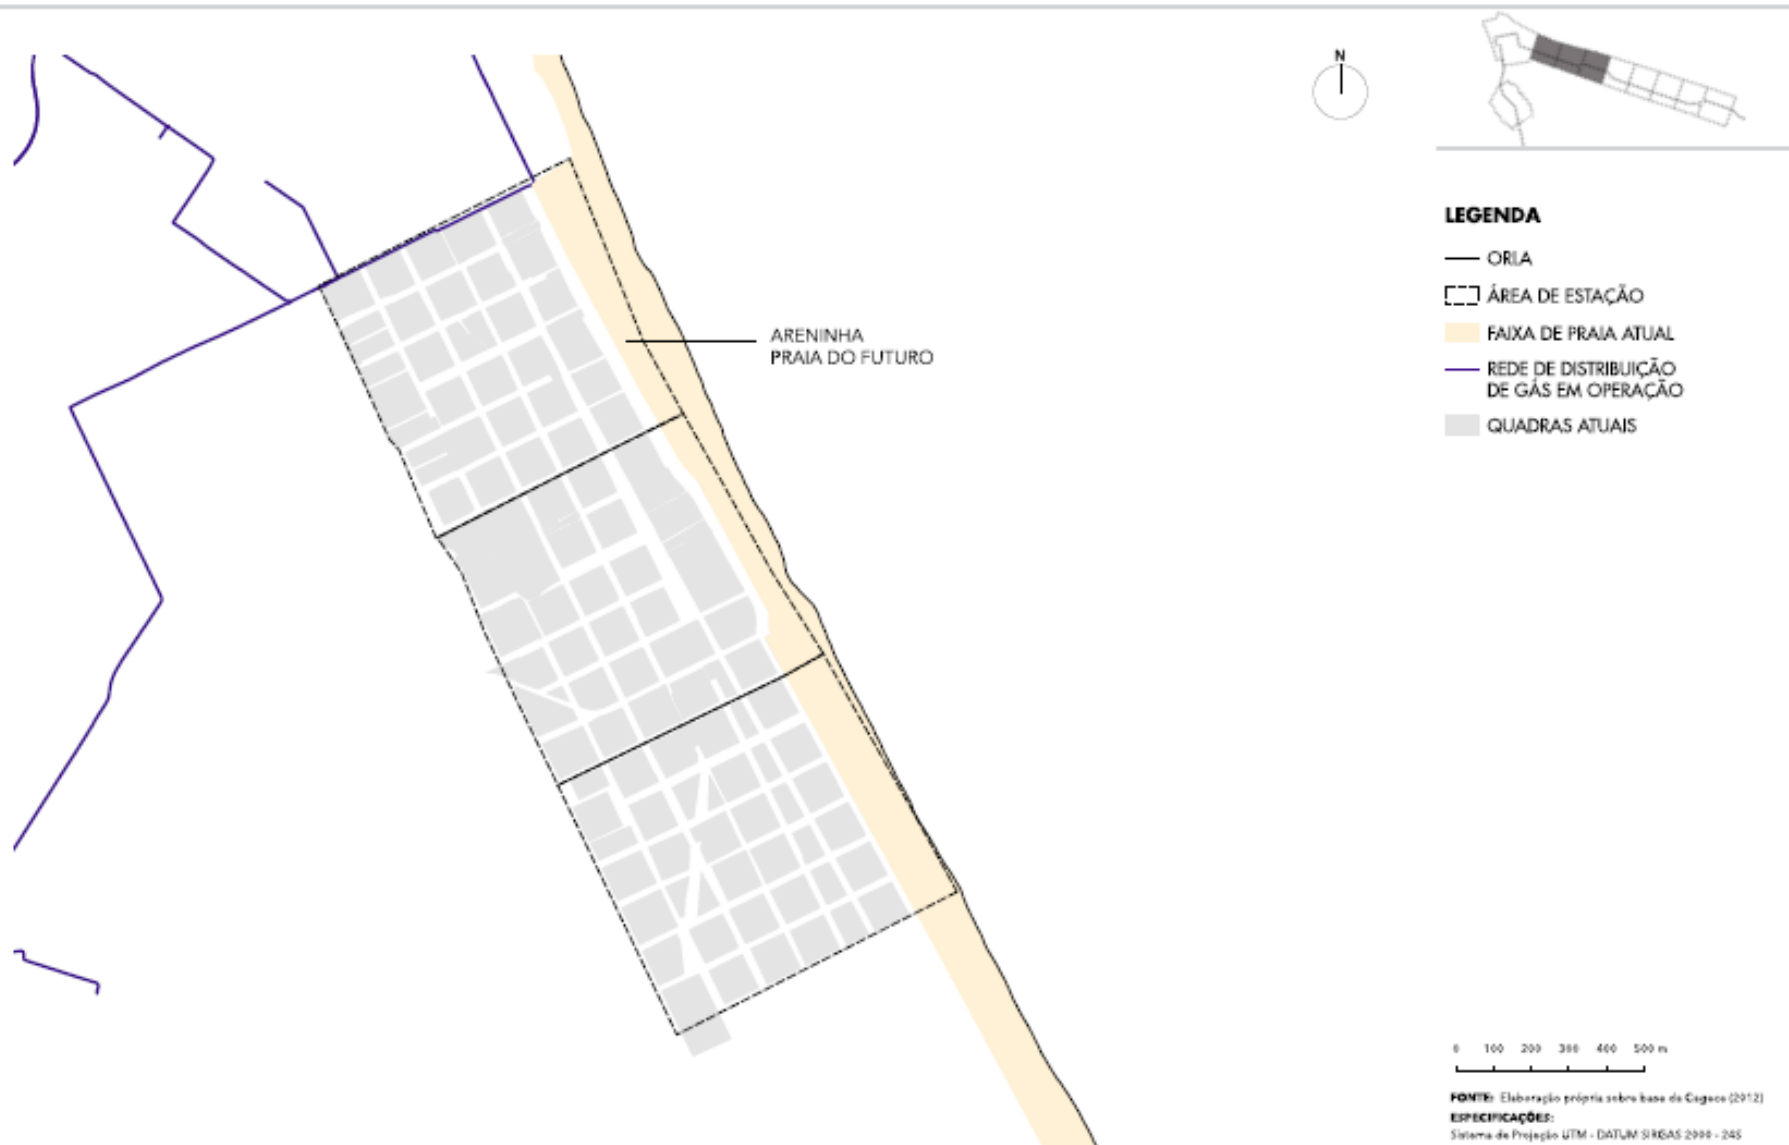 N
ARENINHA
PRAIA DO FUTURO
LEGENDA
ORLA
ÁREA DE ESTAÇÃO
FAIXA DE PRAIA ATUAL
REDE DE DISTRIBUIÇÃO
DE GÁS EM OPERAÇÃO
QUADRAS ATUAIS
0 100 200 300 400 500 m
FONTE: Elaboração própria sobre base da Cagece (2012)
ESPECIFICAÇÕES:
Sistema de Projeção UTM - DATUM SIRGAS 2000 - 24S